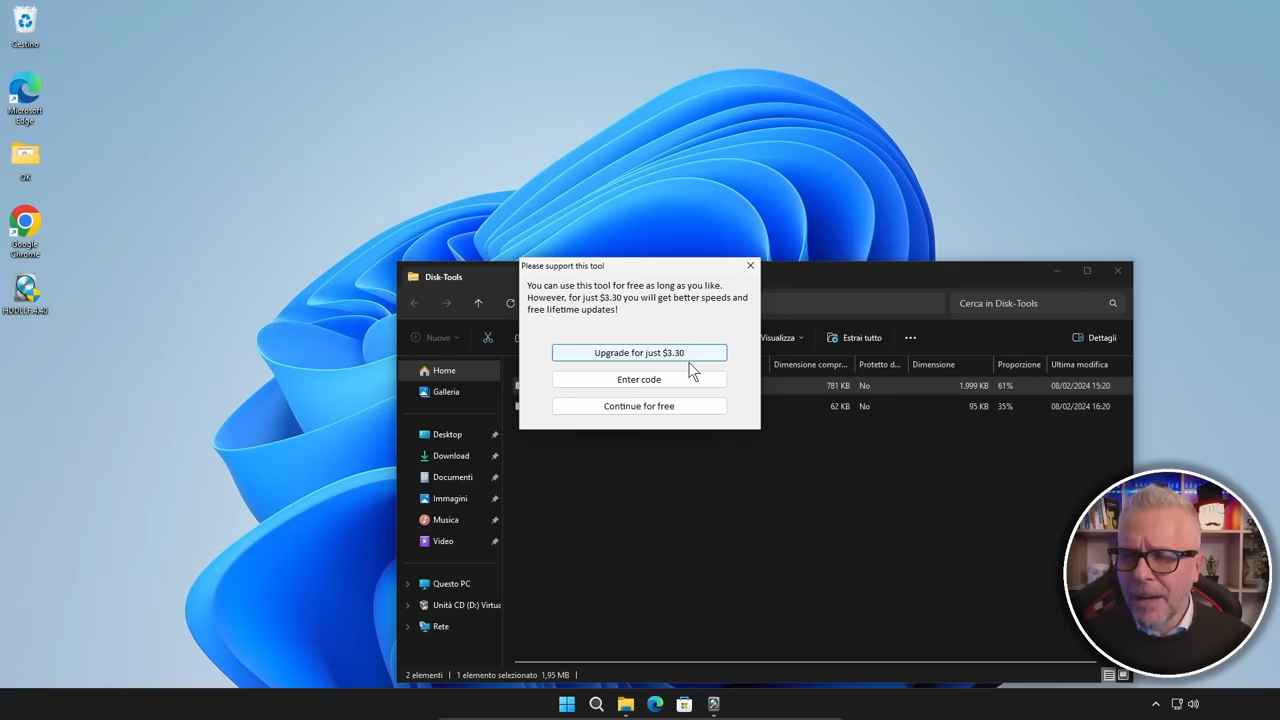 Cestino
Microsoft
Edge
OK
Google
Chrome
HDDLLF.4.40
Disk-Tools
Please support this tool
You can use this tool for free as long as you like.
However, for just $3.30 you will get better speeds and
free lifetime updates!
Upgrade for just $3.30
Enter code
Continue for free
Cerca in Disk-Tools
Nuovo
Visualizza
Estrai tutto
Dettagli
Dimensione compr...
Protetto d...
Dimensione
Proporzione
Ultima modifica
781 KB No 1.999 KB 61% 08/02/2024 15:20
62 KB No 95 KB 35% 08/02/2024 16:20
Home
Galleria
Desktop
Download
Documenti
Immagini
Musica
Video
Questo PC
Unità CD (D:) Virtua
Rete
2 elementi 1 elemento selezionato 1,95 MB